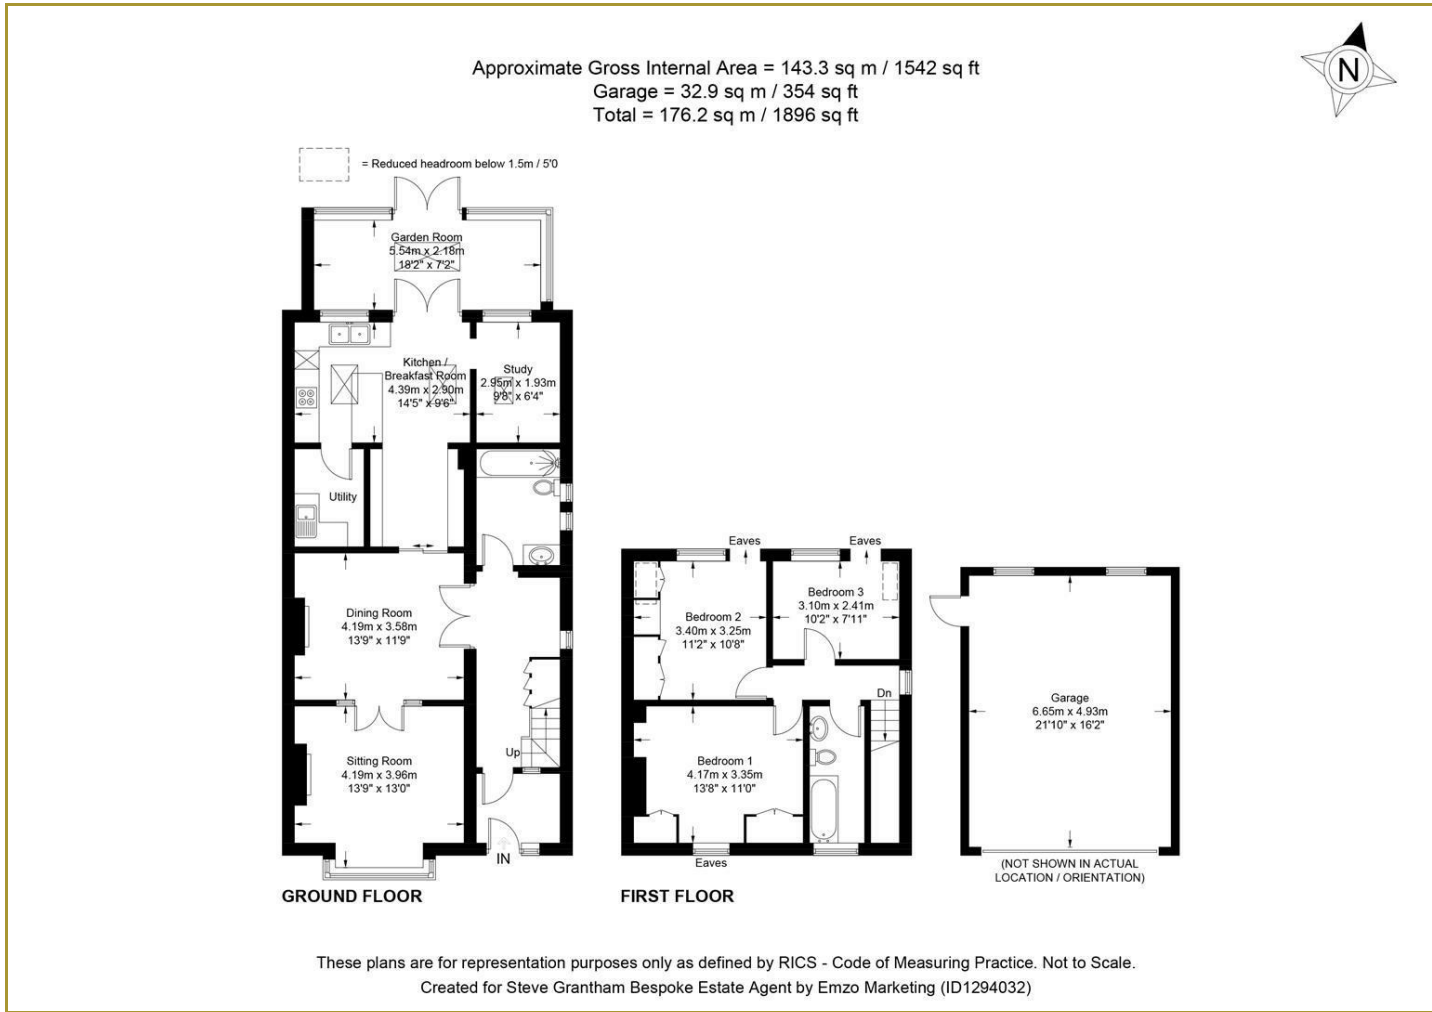 Approximate Gross Internal Area = 143.3 sq m / 1542 sq ft
Garage = 32.9 sq m / 354 sq ft
Total = 176.2 sq m / 1896 sq ft
N
= Reduced headroom below 1.5m / 5'0
Garden Room
5.54m x 2.18m
18'2" x 7'2"
Kitchen /
Breakfast Room
4.39m x 2.90m
14'5" x 9'6"
Study
2.95m x 1.93m
9'8" x 6'4"
Utility
Dining Room
4.19m x 3.58m
13'9" x 11'9"
Up
Sitting Room
4.19m x 3.96m
13'9" x 13'0"
IN
GROUND FLOOR
Eaves
Eaves
Bedroom 2
3.40m x 3.25m
11'2" x 10'8"
Bedroom 3
3.10m x 2.41m
10'2" x 7'11"
Dn
Bedroom 1
4.17m x 3.35m
13'8" x 11'0"
Eaves
FIRST FLOOR
Garage
6.65m x 4.93m
21'10" x 16'2"
(NOT SHOWN IN ACTUAL
LOCATION / ORIENTATION)
These plans are for representation purposes only as defined by RICS - Code of Measuring Practice. Not to Scale.
Created for Steve Grantham Bespoke Estate Agent by Emzo Marketing (ID1294032)